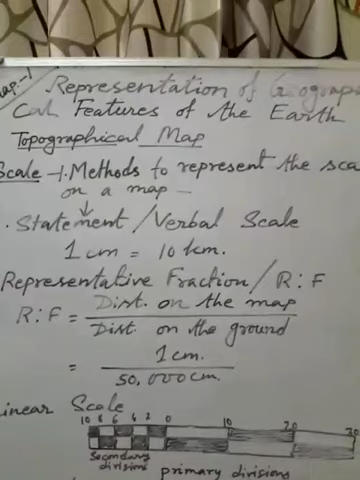 ap.-1
Representation of Geograp
Cal Features of the Earth
Topographical Map
Scale -1. Methods to represent the sca
on a map -
. Statement / Verbal Scale
1 cm = 10 km.
Representative Fraction / R:F
R:F = Dist. on the map
Dist. on the ground
= 1 cm.
50,000 cm.
inear Scale
10 8 6 4 2 0 10 20 30
Secondary
divisions primary divisions